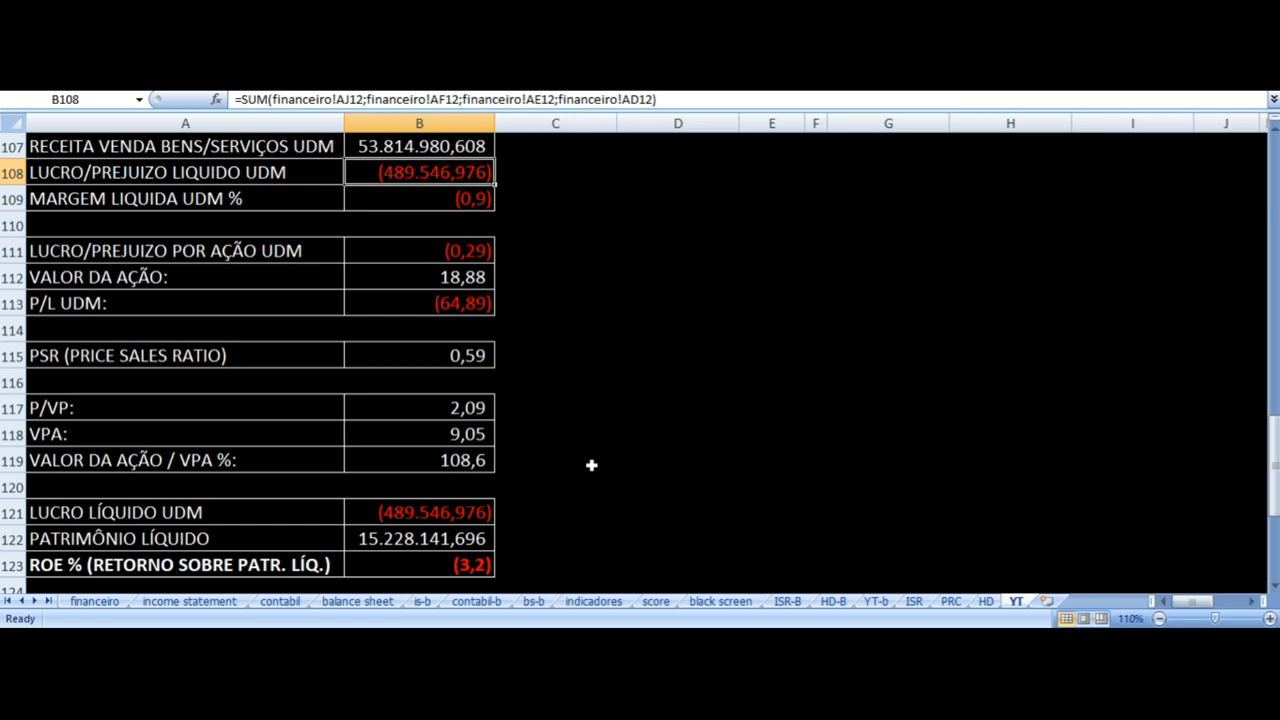 B108 fx =SUM(financeiro!AJ12;financeiro!AF12;financeiro!AE12;financeiro!AD12)
A B C D E F G H I J
107 RECEITA VENDA BENS/SERVIÇOS UDM 53.814.980,608
108 LUCRO/PREJUIZO LIQUIDO UDM (489.546,976)
109 MARGEM LIQUIDA UDM % (0,9)
110
111 LUCRO/PREJUIZO POR AÇÃO UDM (0,29)
112 VALOR DA AÇÃO: 18,88
113 P/L UDM: (64,89)
114
115 PSR (PRICE SALES RATIO) 0,59
116
117 P/VP: 2,09
118 VPA: 9,05
119 VALOR DA AÇÃO / VPA %: 108,6
120
121 LUCRO LÍQUIDO UDM (489.546,976)
122 PATRIMÔNIO LÍQUIDO 15.228.141,696
123 ROE % (RETORNO SOBRE PATR. LÍQ.) (3,2)
124
financeiro income statement contabil balance sheet is-b contabil-b bs-b indicadores score black screen ISR-B HD-B YT-b ISR PRC HD YT
Ready 110%